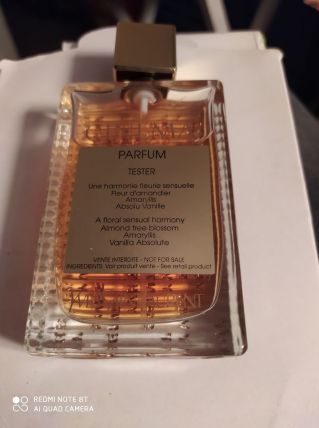 PARFUM
TESTER
Une harmonie fleurie sensuelle
Fleur d'amandier
Amaryllis
Absolu Vanille
A floral sensual harmony
Almond tree blossom
Amaryllis
Vanilla Absolute
VENTE INTERDITE - NOT FOR SALE
INGREDIENTS: Voir produit vente - See retail product
REDMI NOTE 8T
AI QUAD CAMERA